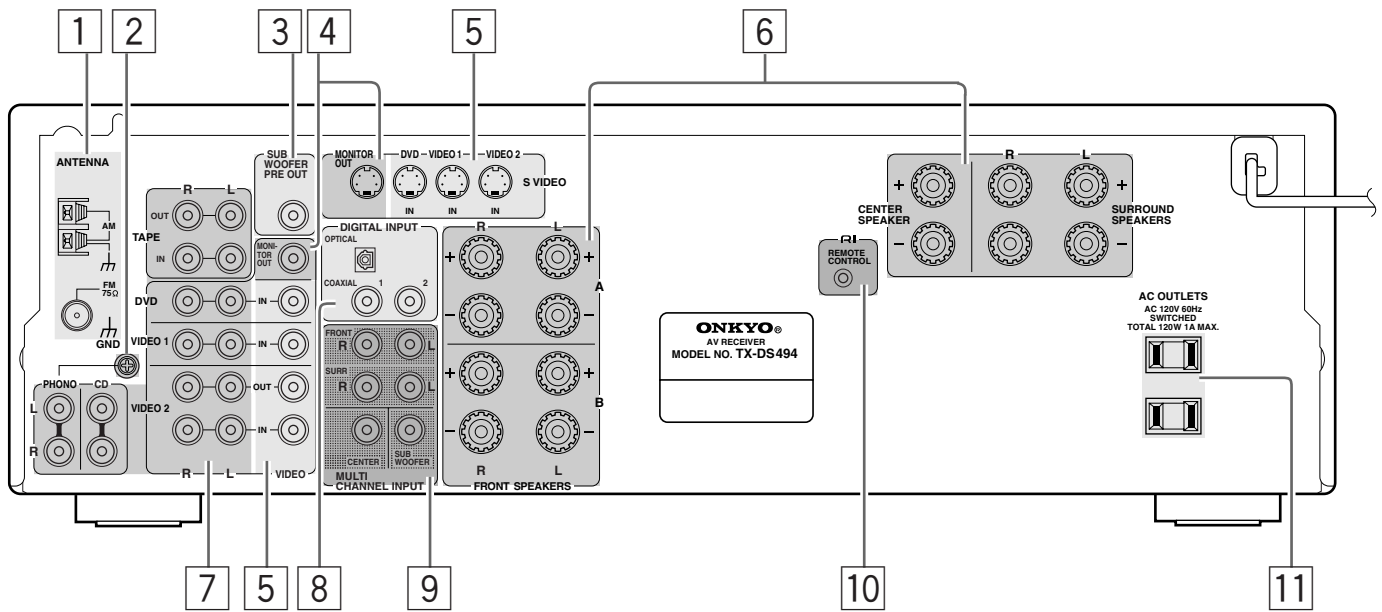 1 2 3 4 5 6
ANTENNA
AM
FM
75Ω
GND
R L
OUT
TAPE
IN
SUB
WOOFER
PRE OUT
MONI-
TOR
OUT
DVD
IN
VIDEO 1
IN
VIDEO 2
OUT
IN
R L VIDEO
PHONO CD
L
R
MONITOR
OUT
DVD VIDEO 1 VIDEO 2
S VIDEO
IN IN IN
DIGITAL INPUT
OPTICAL
COAXIAL 1 2
FRONT
R L
SURR
R L
CENTER
SUB
WOOFER
MULTI
CHANNEL INPUT
R L
+ +
A
− −
+ +
B
− −
R L
FRONT SPEAKERS
ONKYO®
AV RECEIVER
MODEL NO. TX-DS494
RI
REMOTE
CONTROL
R L
+ +
CENTER
SPEAKER
SURROUND
SPEAKERS
− −
AC OUTLETS
AC 120V 60Hz
SWITCHED
TOTAL 120W 1A MAX.
7 5 8 9 10 11